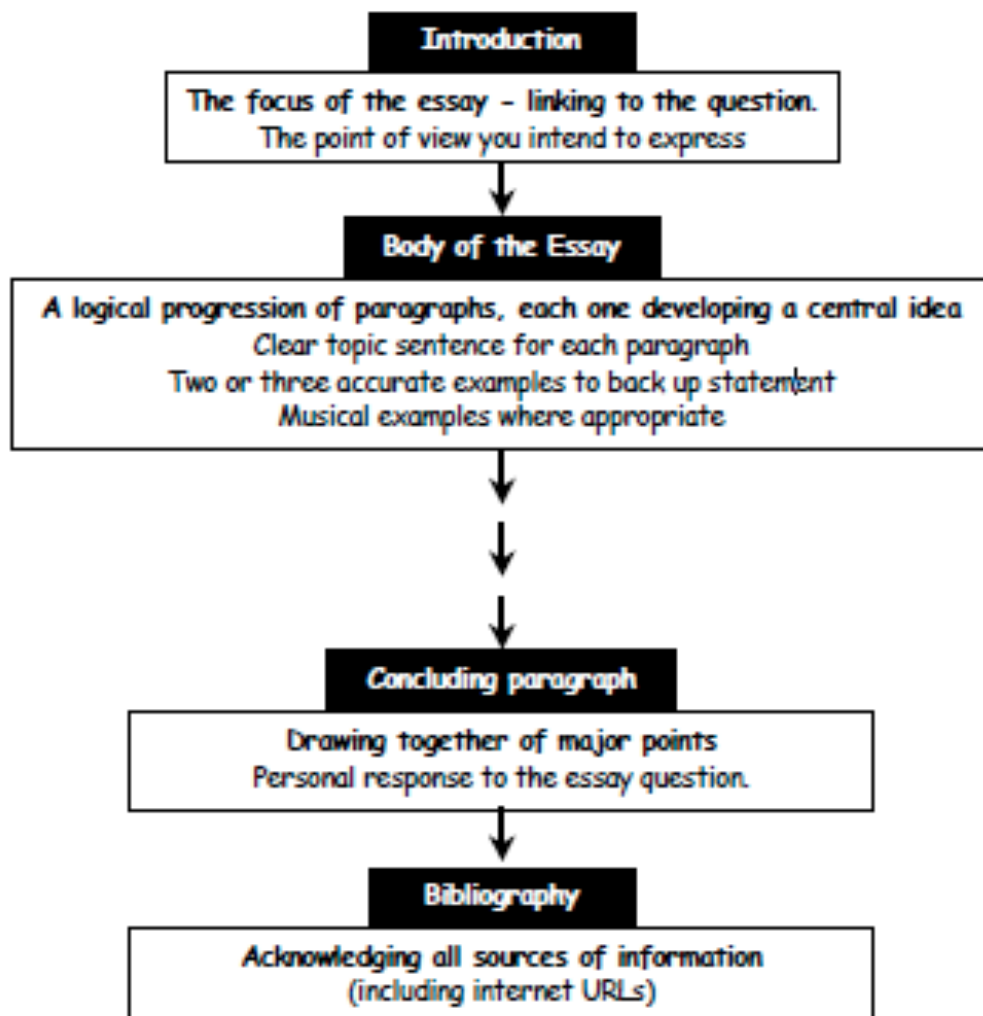 Introduction
The focus of the essay - linking to the question.
The point of view you intend to express
Body of the Essay
A logical progression of paragraphs, each one developing a central idea
Clear topic sentence for each paragraph
Two or three accurate examples to back up statement
Musical examples where appropriate
Concluding paragraph
Drawing together of major points
Personal response to the essay question.
Bibliography
Acknowledging all sources of information
(including internet URLs)